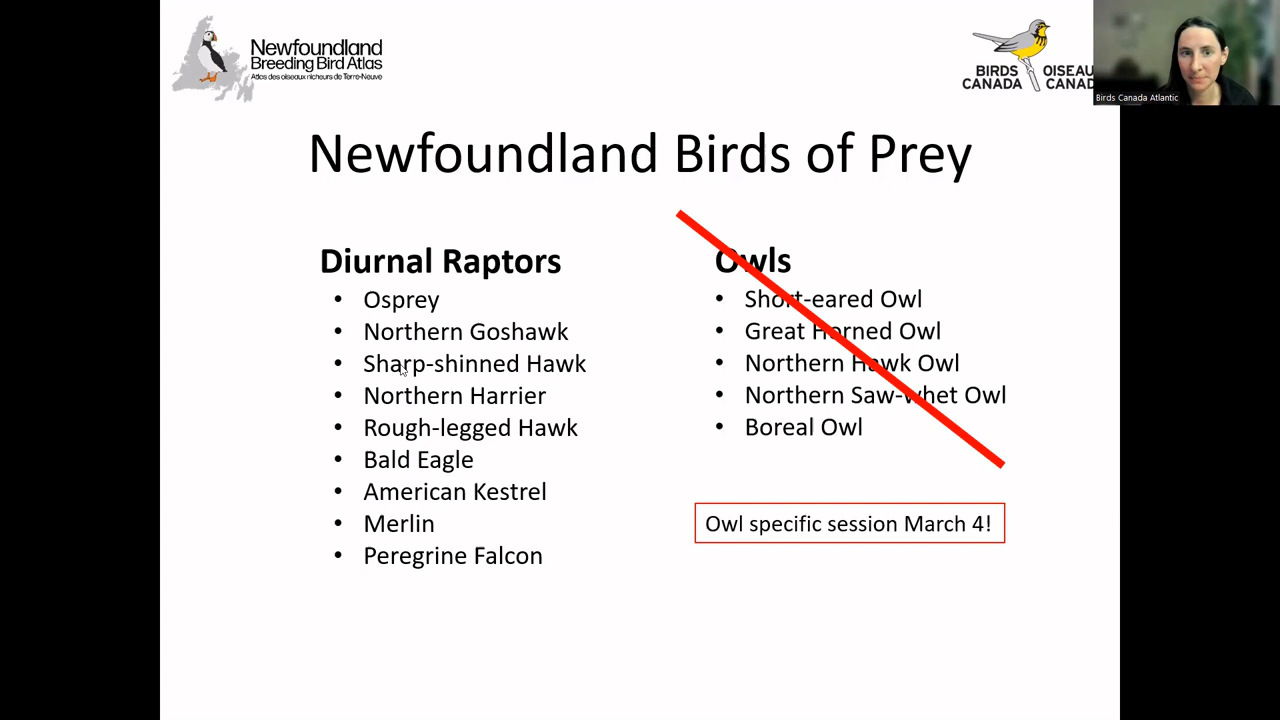 Newfoundland
Breeding Bird Atlas
Atlas des oiseaux nicheurs de Terre-Neuve
BIRDS OISEAU
CANADA CANAD
Birds Canada Atlantic
Newfoundland Birds of Prey
Diurnal Raptors
• Osprey
• Northern Goshawk
• Sharp-shinned Hawk
• Northern Harrier
• Rough-legged Hawk
• Bald Eagle
• American Kestrel
• Merlin
• Peregrine Falcon
Owls
• Short-eared Owl
• Great Horned Owl
• Northern Hawk Owl
• Northern Saw-whet Owl
• Boreal Owl
Owl specific session March 4!